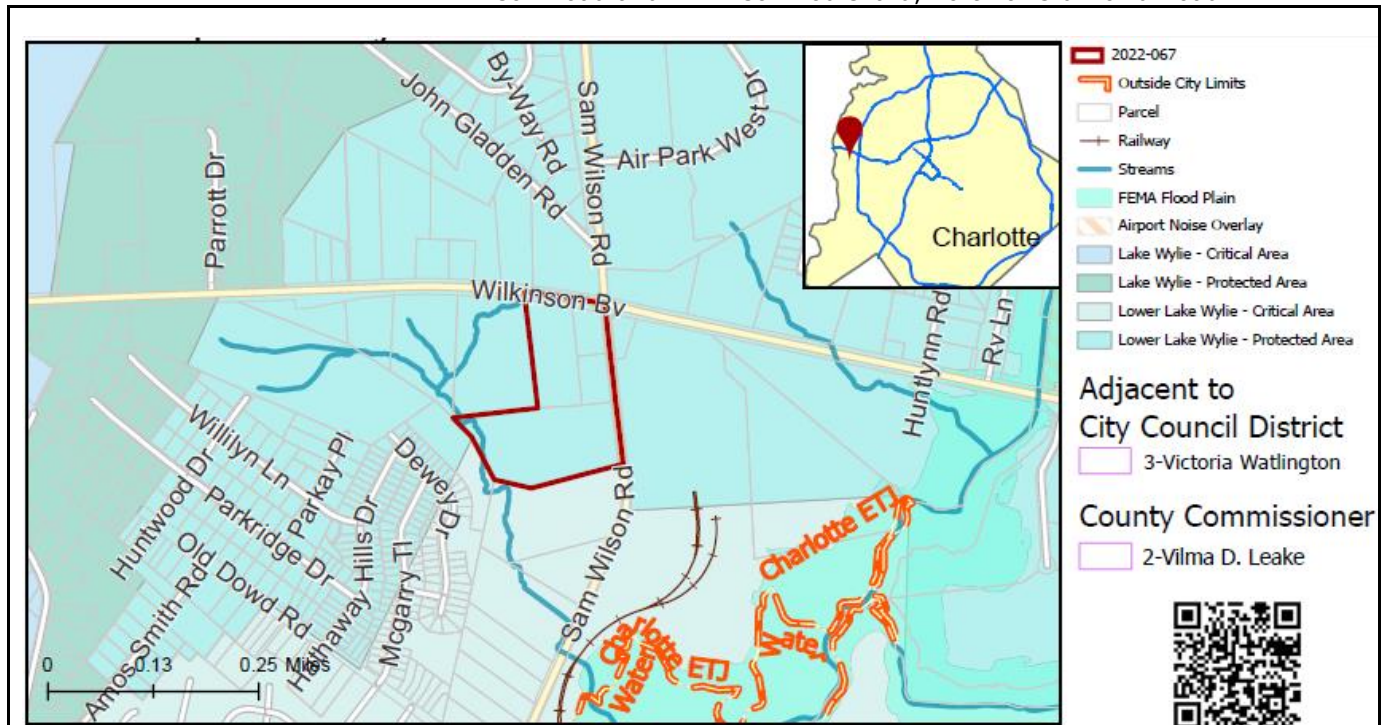 By-Way Rd
John Gladden Rd
Sam Wilson Rd
Air Park West Dr
Parrott Dr
Wilkinson Bv
Huntlynn Rd
Rv Ln
Willilyn Ln
Huntwood Dr
Parkay Pl
Parkridge Dr
Old Dowd Rd
Amos Smith Rd
Hathaway Hills Dr
Mcgarry Tl
Dewey Dr
Sam Wilson Rd
Charlotte ETJ
Charlotte ETJ
0 0.13 0.25 Miles
Charlotte
2022-067
Outside City Limits
Parcel
Railway
Streams
FEMA Flood Plain
Airport Noise Overlay
Lake Wylie - Critical Area
Lake Wylie - Protected Area
Lower Lake Wylie - Critical Area
Lower Lake Wylie - Protected Area
Adjacent to
City Council District
3-Victoria Watlington
County Commissioner
2-Vilma D. Leake